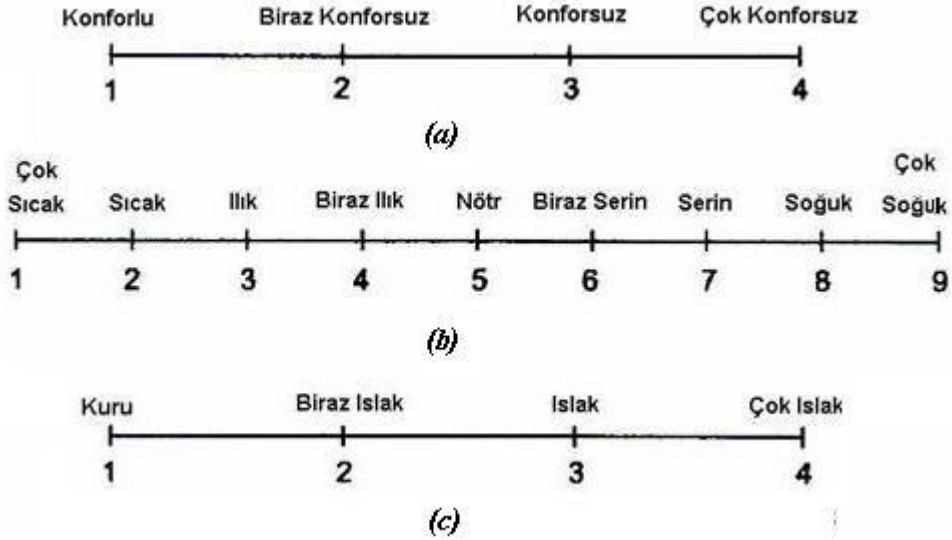 Konforlu Biraz Konforsuz Konforsuz Çok Konforsuz
1 2 3 4
(a)
Çok Sıcak Sıcak Ilık Biraz Ilık Nötr Biraz Serin Serin Soğuk Çok Soğuk
1 2 3 4 5 6 7 8 9
(b)
Kuru Biraz Islak Islak Çok Islak
1 2 3 4
(c)